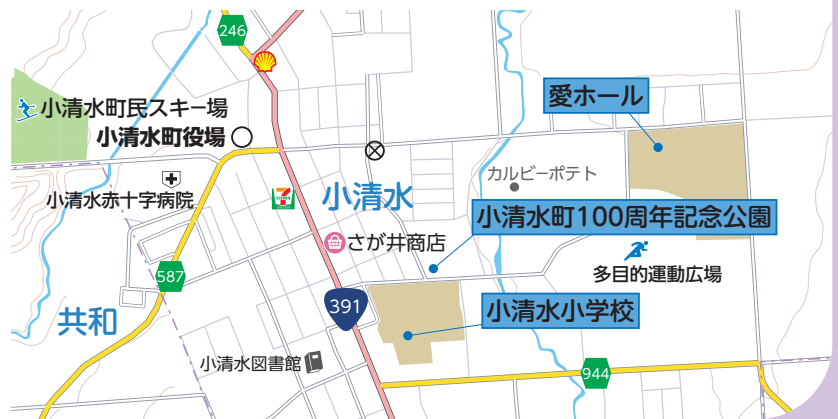 246
愛ホール
小清水町民スキー場
小清水町役場
カルビーポテト
小清水赤十字病院
小清水
小清水町100周年記念公園
さが井商店
多目的運動広場
587
391
共和
小清水小学校
小清水図書館
944